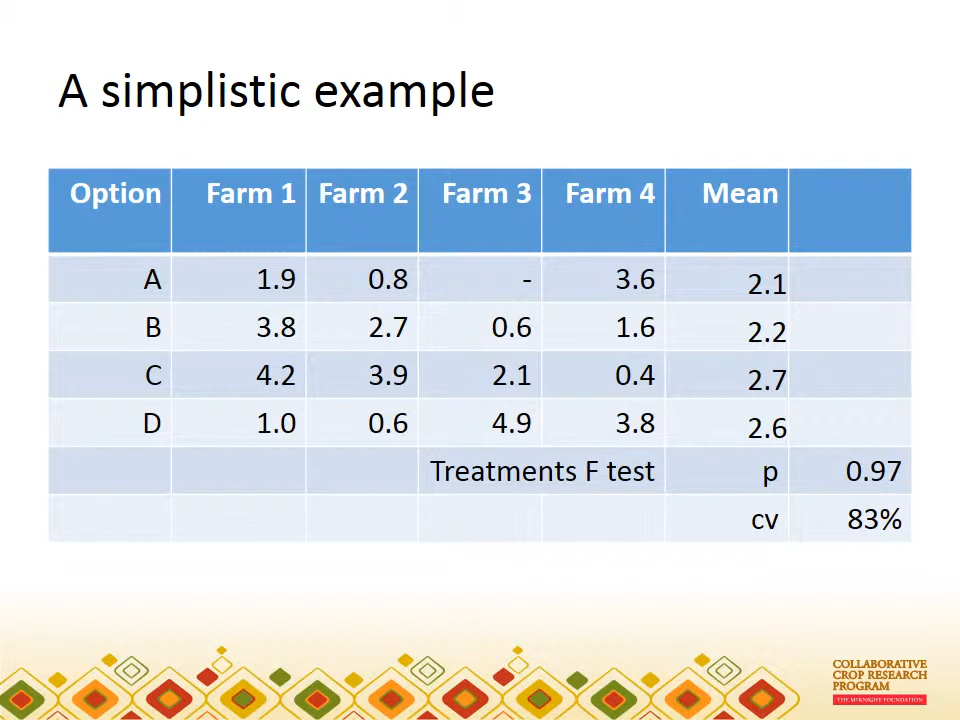 A simplistic example
Option Farm 1 Farm 2 Farm 3 Farm 4 Mean
A 1.9 0.8 - 3.6 2.1
B 3.8 2.7 0.6 1.6 2.2
C 4.2 3.9 2.1 0.4 2.7
D 1.0 0.6 4.9 3.8 2.6
Treatments F test p 0.97
cv 83%
COLLABORATIVE
CROP RESEARCH
PROGRAM
THE MCKNIGHT FOUNDATION